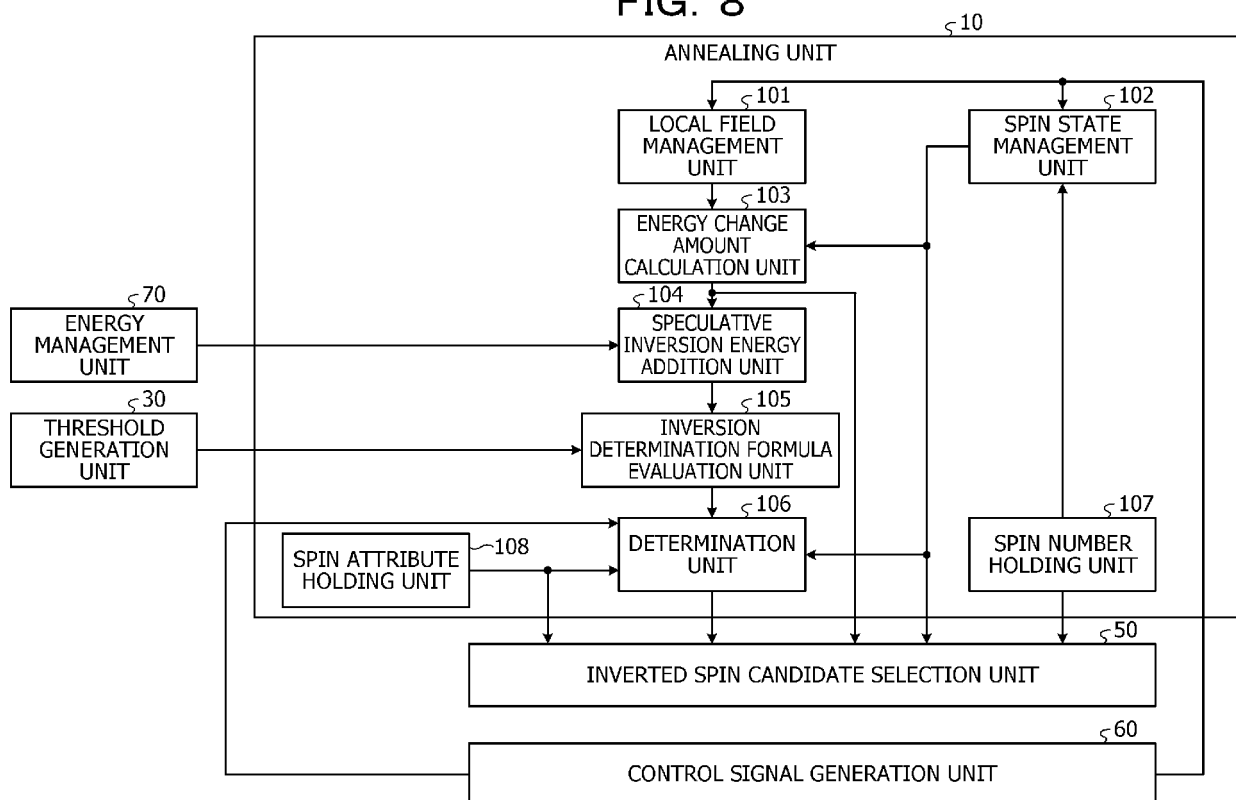 FIG. 8
10
ANNEALING UNIT
101
LOCAL FIELD
MANAGEMENT
UNIT
102
SPIN STATE
MANAGEMENT
UNIT
103
ENERGY CHANGE
AMOUNT
CALCULATION UNIT
70
ENERGY
MANAGEMENT
UNIT
104
SPECULATIVE
INVERSION ENERGY
ADDITION UNIT
30
THRESHOLD
GENERATION
UNIT
105
INVERSION
DETERMINATION FORMULA
EVALUATION UNIT
106
DETERMINATION
UNIT
107
SPIN NUMBER
HOLDING UNIT
108
SPIN ATTRIBUTE
HOLDING UNIT
50
INVERTED SPIN CANDIDATE SELECTION UNIT
60
CONTROL SIGNAL GENERATION UNIT